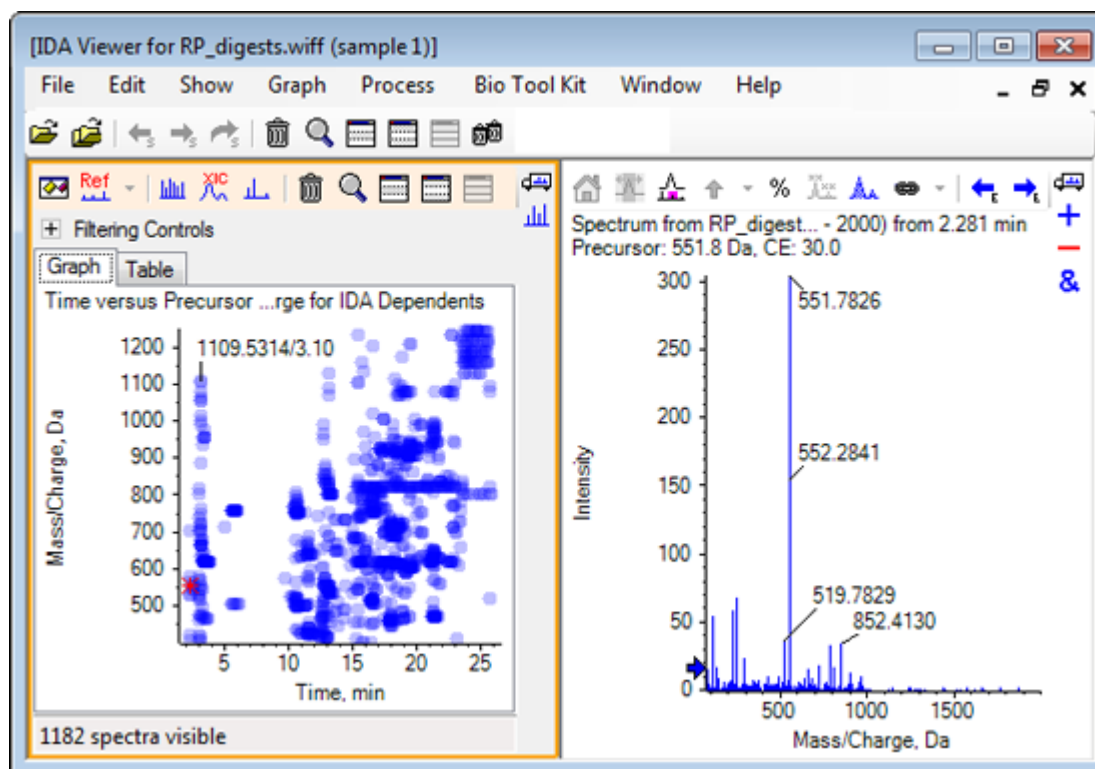 [IDA Viewer for RP_digests.wiff (sample 1)]
File Edit Show Graph Process Bio Tool Kit Window Help
S S S
Ref XIC
Filtering Controls
Graph Table
Time versus Precursor ...rge for IDA Dependents
1109.5314/3.10
1200
1100
1000
900
800
700
600
500
Mass/Charge, Da
5 10 15 20 25
Time, min
1182 spectra visible
% E E
Spectrum from RP_digest... - 2000) from 2.281 min
Precursor: 551.8 Da, CE: 30.0
+
−
&
300
250
200
150
100
50
0
Intensity
551.7826
552.2841
519.7829
852.4130
500 1000 1500
Mass/Charge, Da